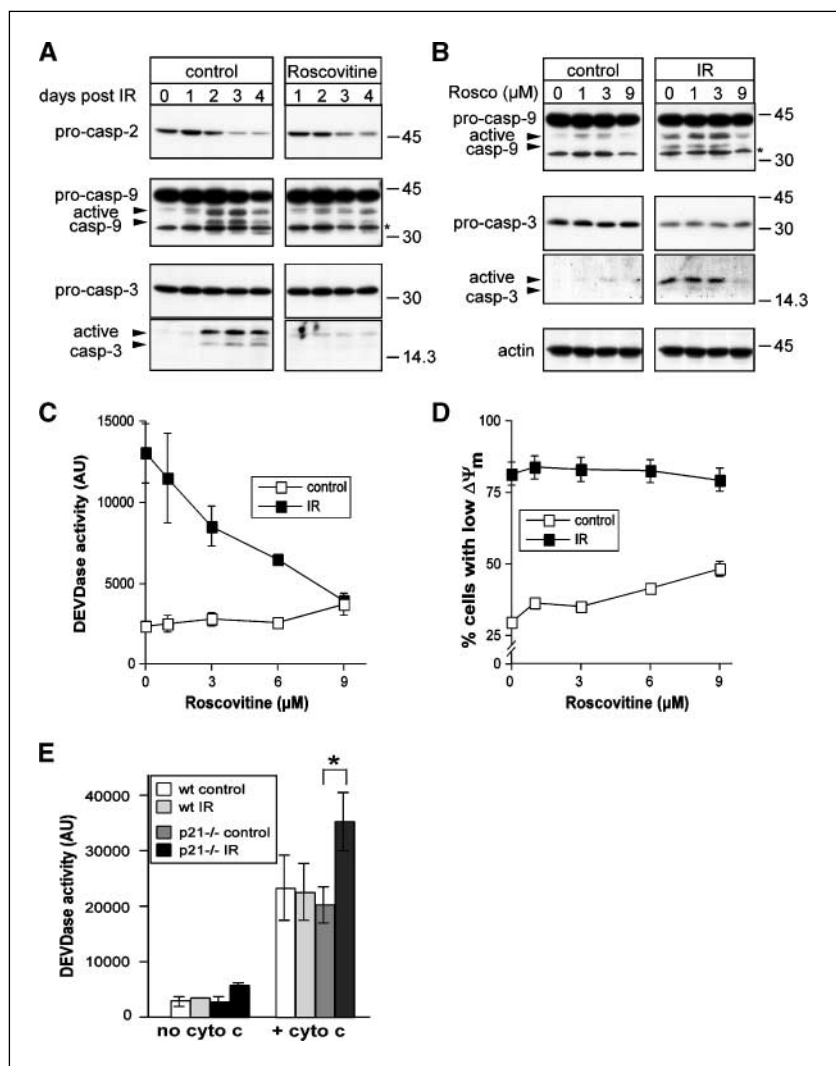 A
control
Roscovitine
days post IR 0 1 2 3 4 1 2 3 4
pro-casp-2
45
pro-casp-9
45
active
casp-9
*
30
pro-casp-3
30
active
casp-3
14.3
B
control
IR
Rosco (µM) 0 1 3 9 0 1 3 9
pro-casp-9
45
active
casp-9
*
30
45
pro-casp-3
30
active
casp-3
14.3
actin
45
C
DEVDase activity (AU)
15000
10000
5000
0
control
IR
0 3 6 9
Roscovitine (µM)
D
% cells with low ΔΨm
100
75
50
25
control
IR
0 3 6 9
Roscovitine (µM)
E
DEVDase activity (AU)
40000
30000
20000
10000
0
wt control
wt IR
p21-/- control
p21-/- IR
*
no cyto c
+ cyto c